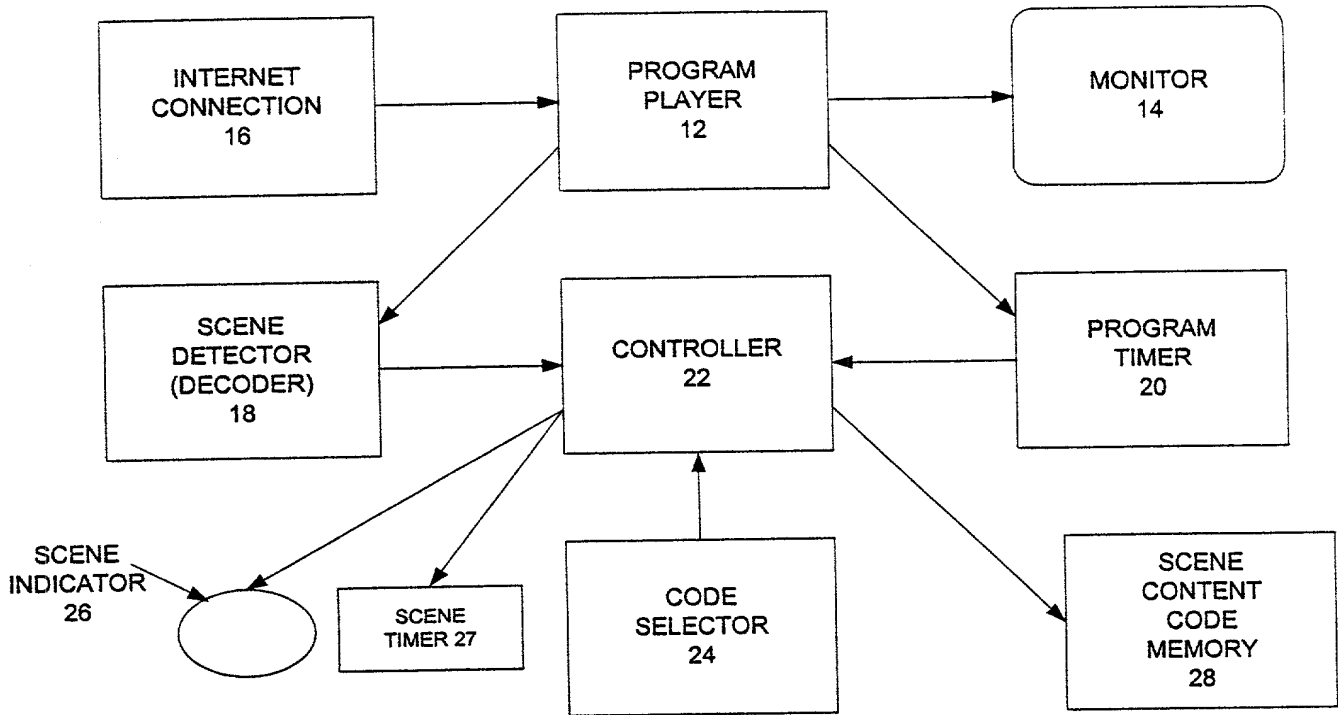 INTERNET
CONNECTION
16
PROGRAM
PLAYER
12
MONITOR
14
SCENE
DETECTOR
(DECODER)
18
CONTROLLER
22
PROGRAM
TIMER
20
SCENE
INDICATOR
26
SCENE
TIMER 27
CODE
SELECTOR
24
SCENE
CONTENT
CODE
MEMORY
28